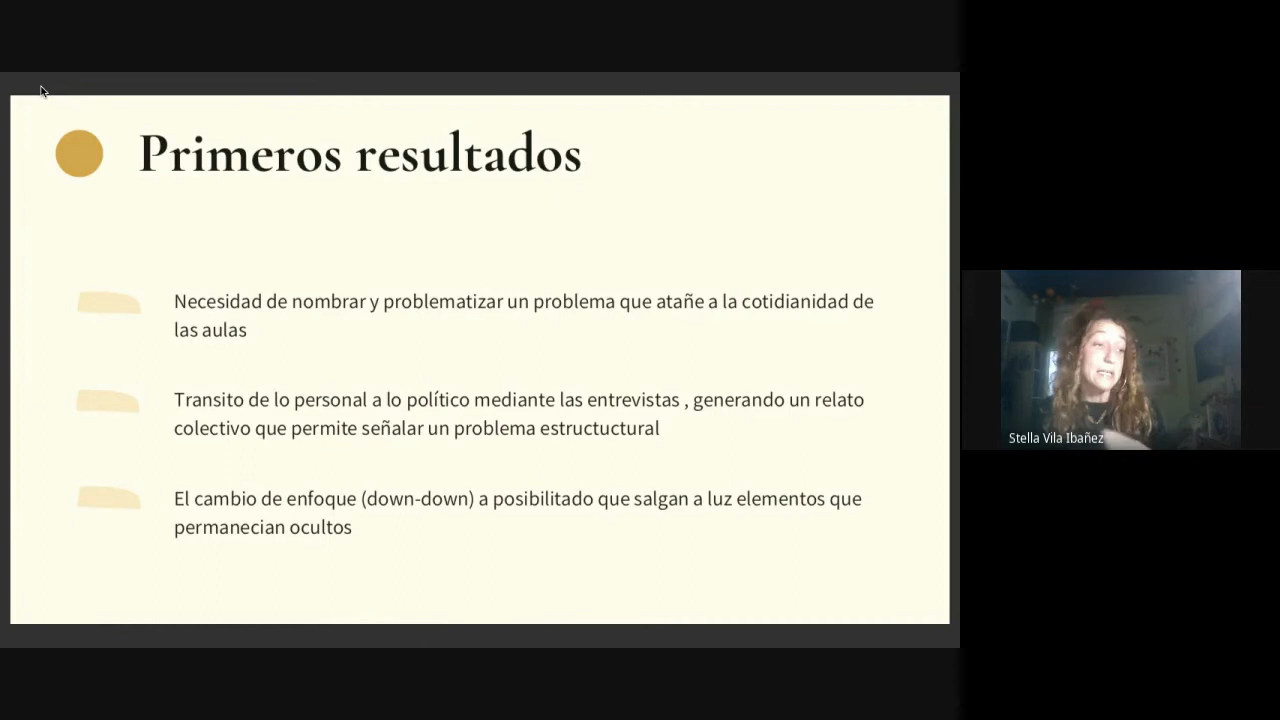 Primeros resultados
Necesidad de nombrar y problematizar un problema que atañe a la cotidianidad de
las aulas
Transito de lo personal a lo político mediante las entrevistas , generando un relato
colectivo que permite señalar un problema estructuctural
El cambio de enfoque (down-down) a posibilitado que salgan a luz elementos que
permanecian ocultos
Stella Vila Ibañez